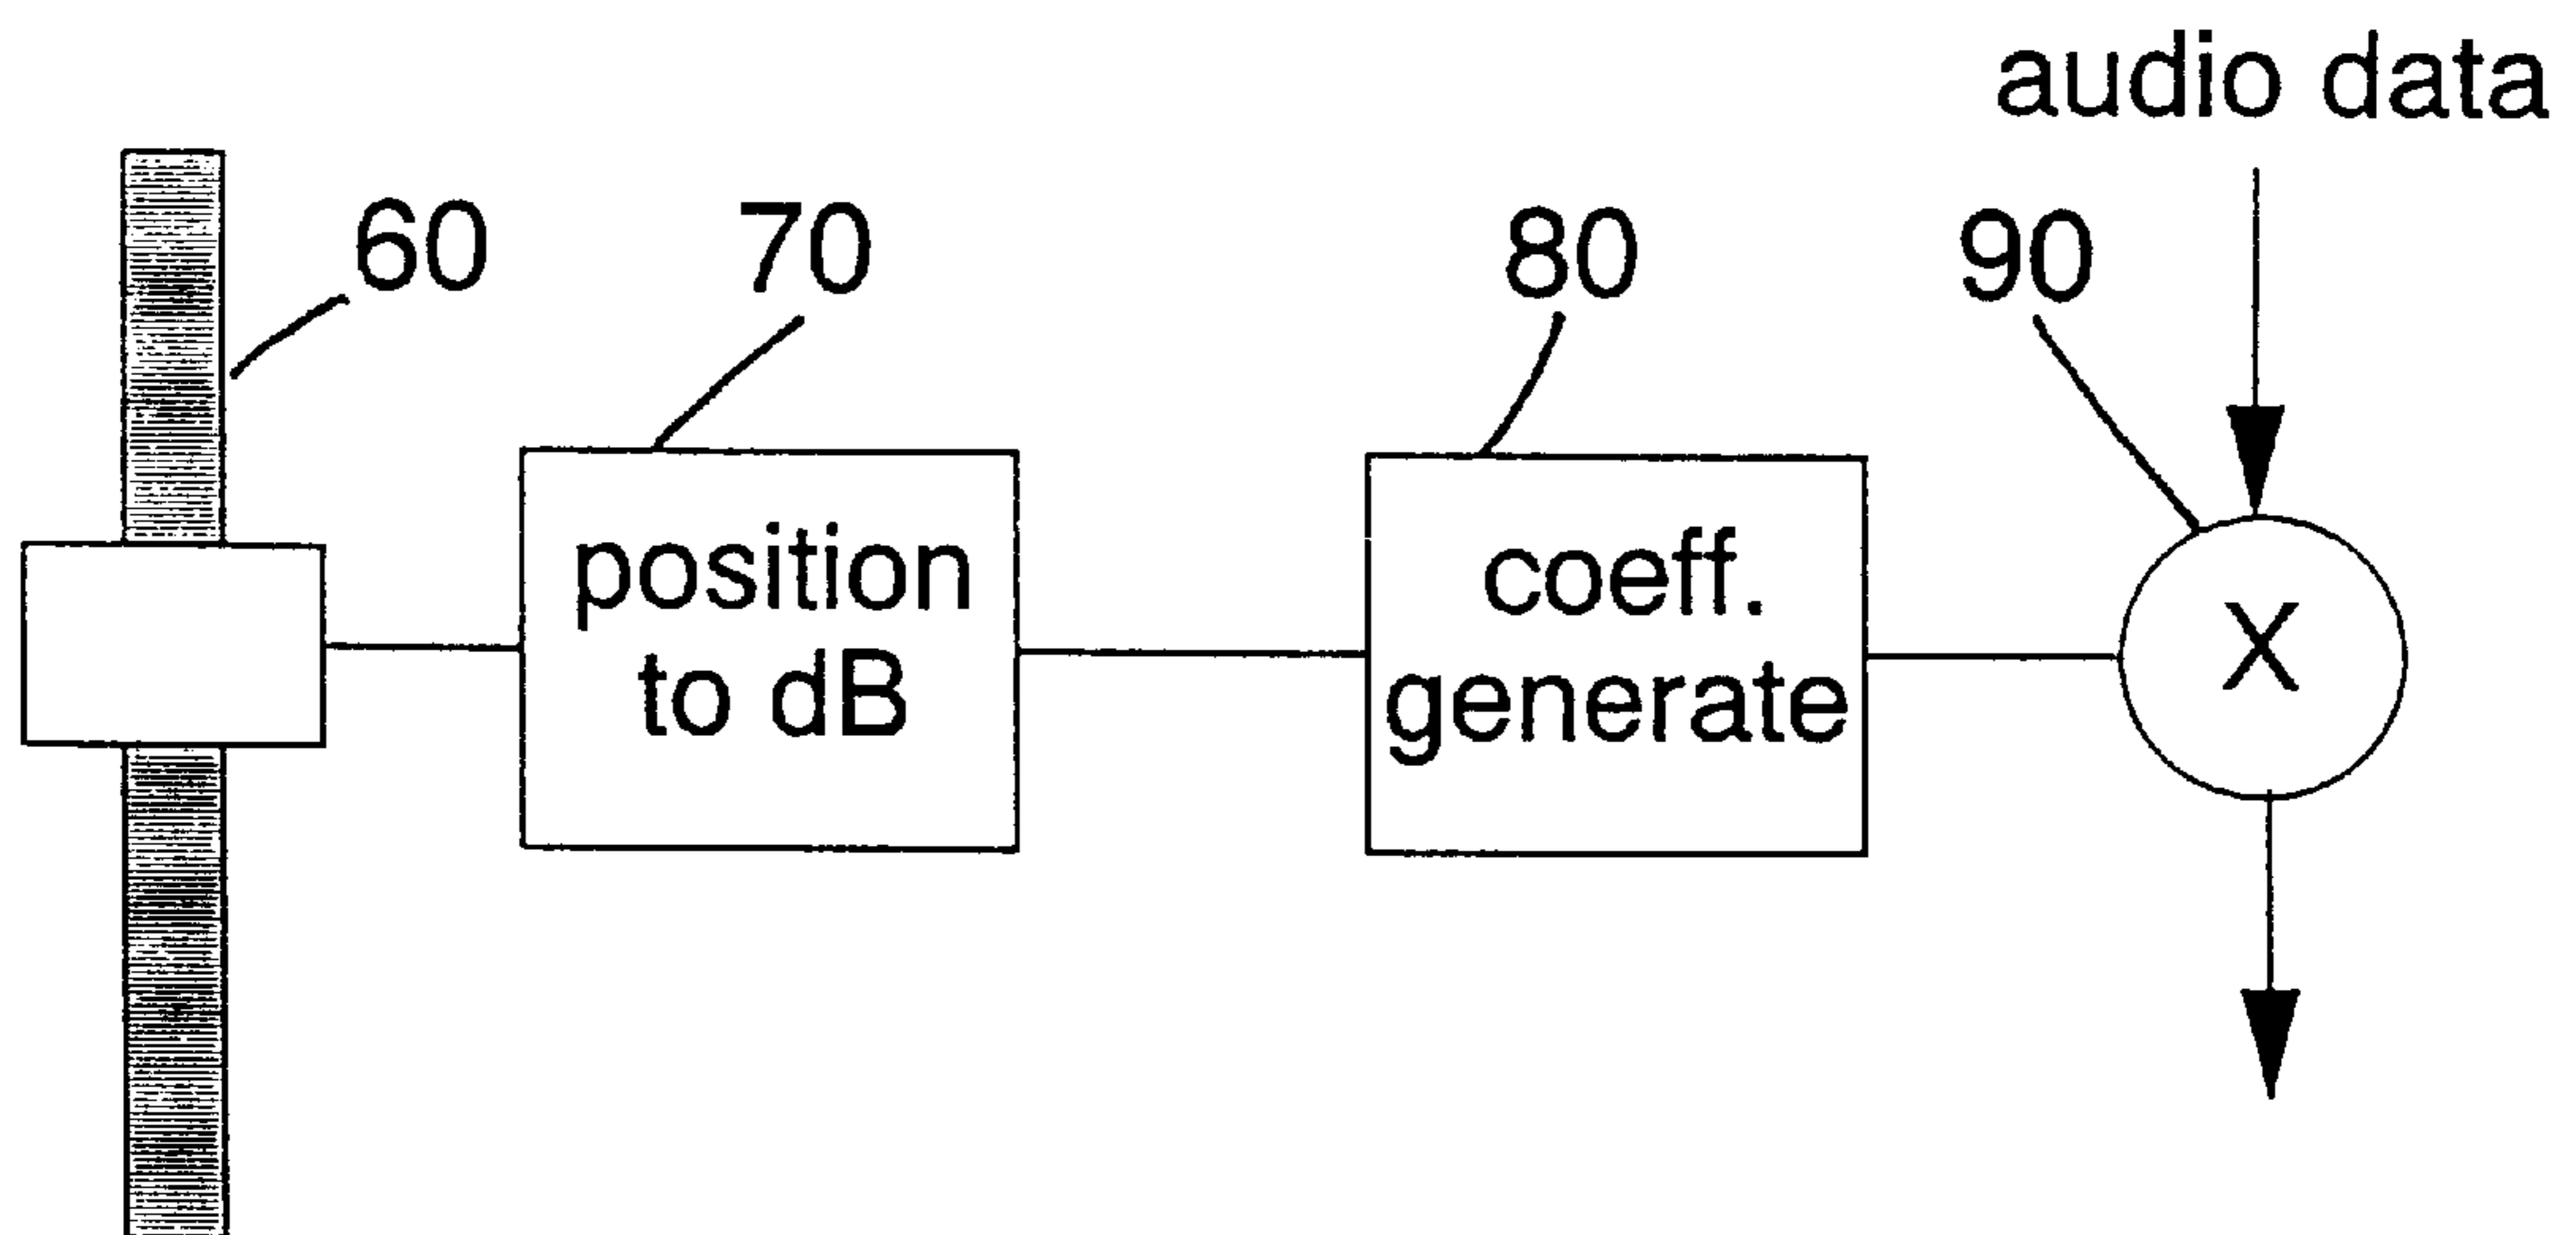 audio data
60
70
80
90
position
to dB
coeff.
generate
X